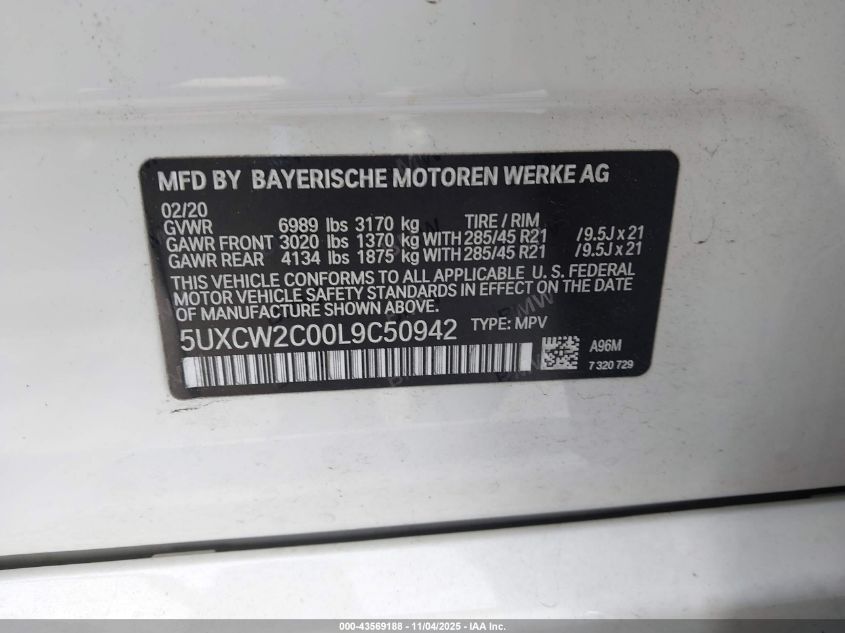 MFD BY BAYERISCHE MOTOREN WERKE AG
02/20
GVWR 6989 lbs 3170 kg TIRE / RIM
GAWR FRONT 3020 lbs 1370 kg WITH 285/45 R21 /9.5J x 21
GAWR REAR 4134 lbs 1875 kg WITH 285/45 R21 /9.5J x 21
THIS VEHICLE CONFORMS TO ALL APPLICABLE U.S. FEDERAL
MOTOR VEHICLE SAFETY STANDARDS IN EFFECT ON THE DATE
OF MANUFACTURE SHOWN ABOVE.
5UXCW2C00L9C50942 TYPE: MPV
A96M
7 320 729
000-43569188 - 11/04/2025 - IAA Inc.